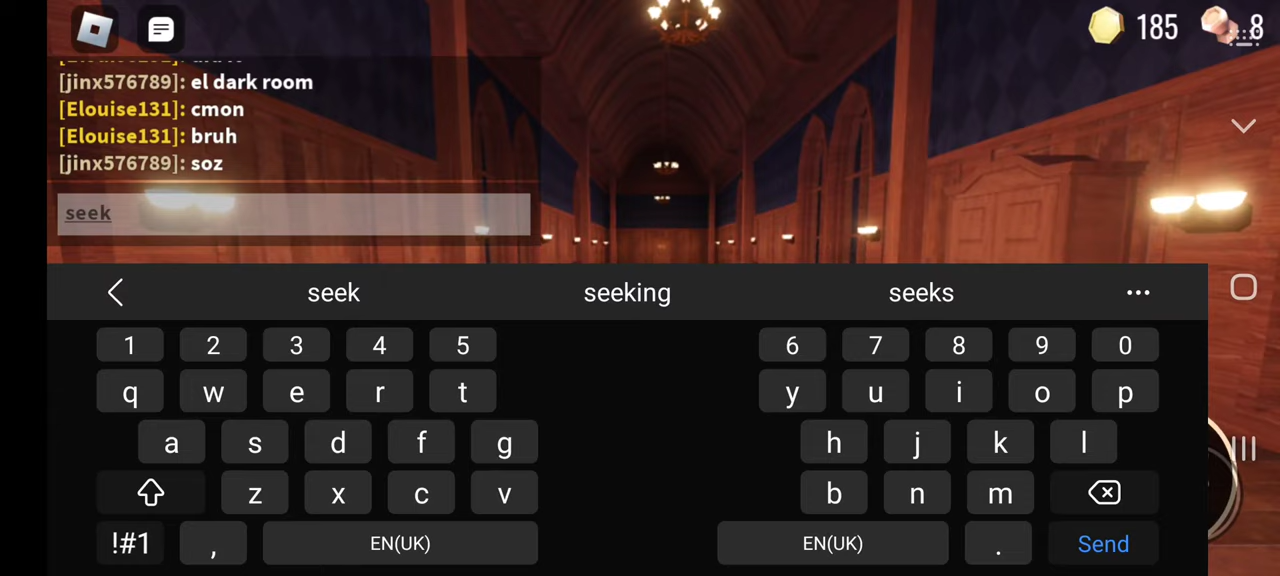 185
8
[jinx576789]: el dark room
[Elouise131]: cmon
[Elouise131]: bruh
[jinx576789]: soz
seek
seek seeking seeks ...
1 2 3 4 5 6 7 8 9 0
q w e r t y u i o p
a s d f g h j k l
z x c v b n m
!#1 , EN(UK) EN(UK) . Send